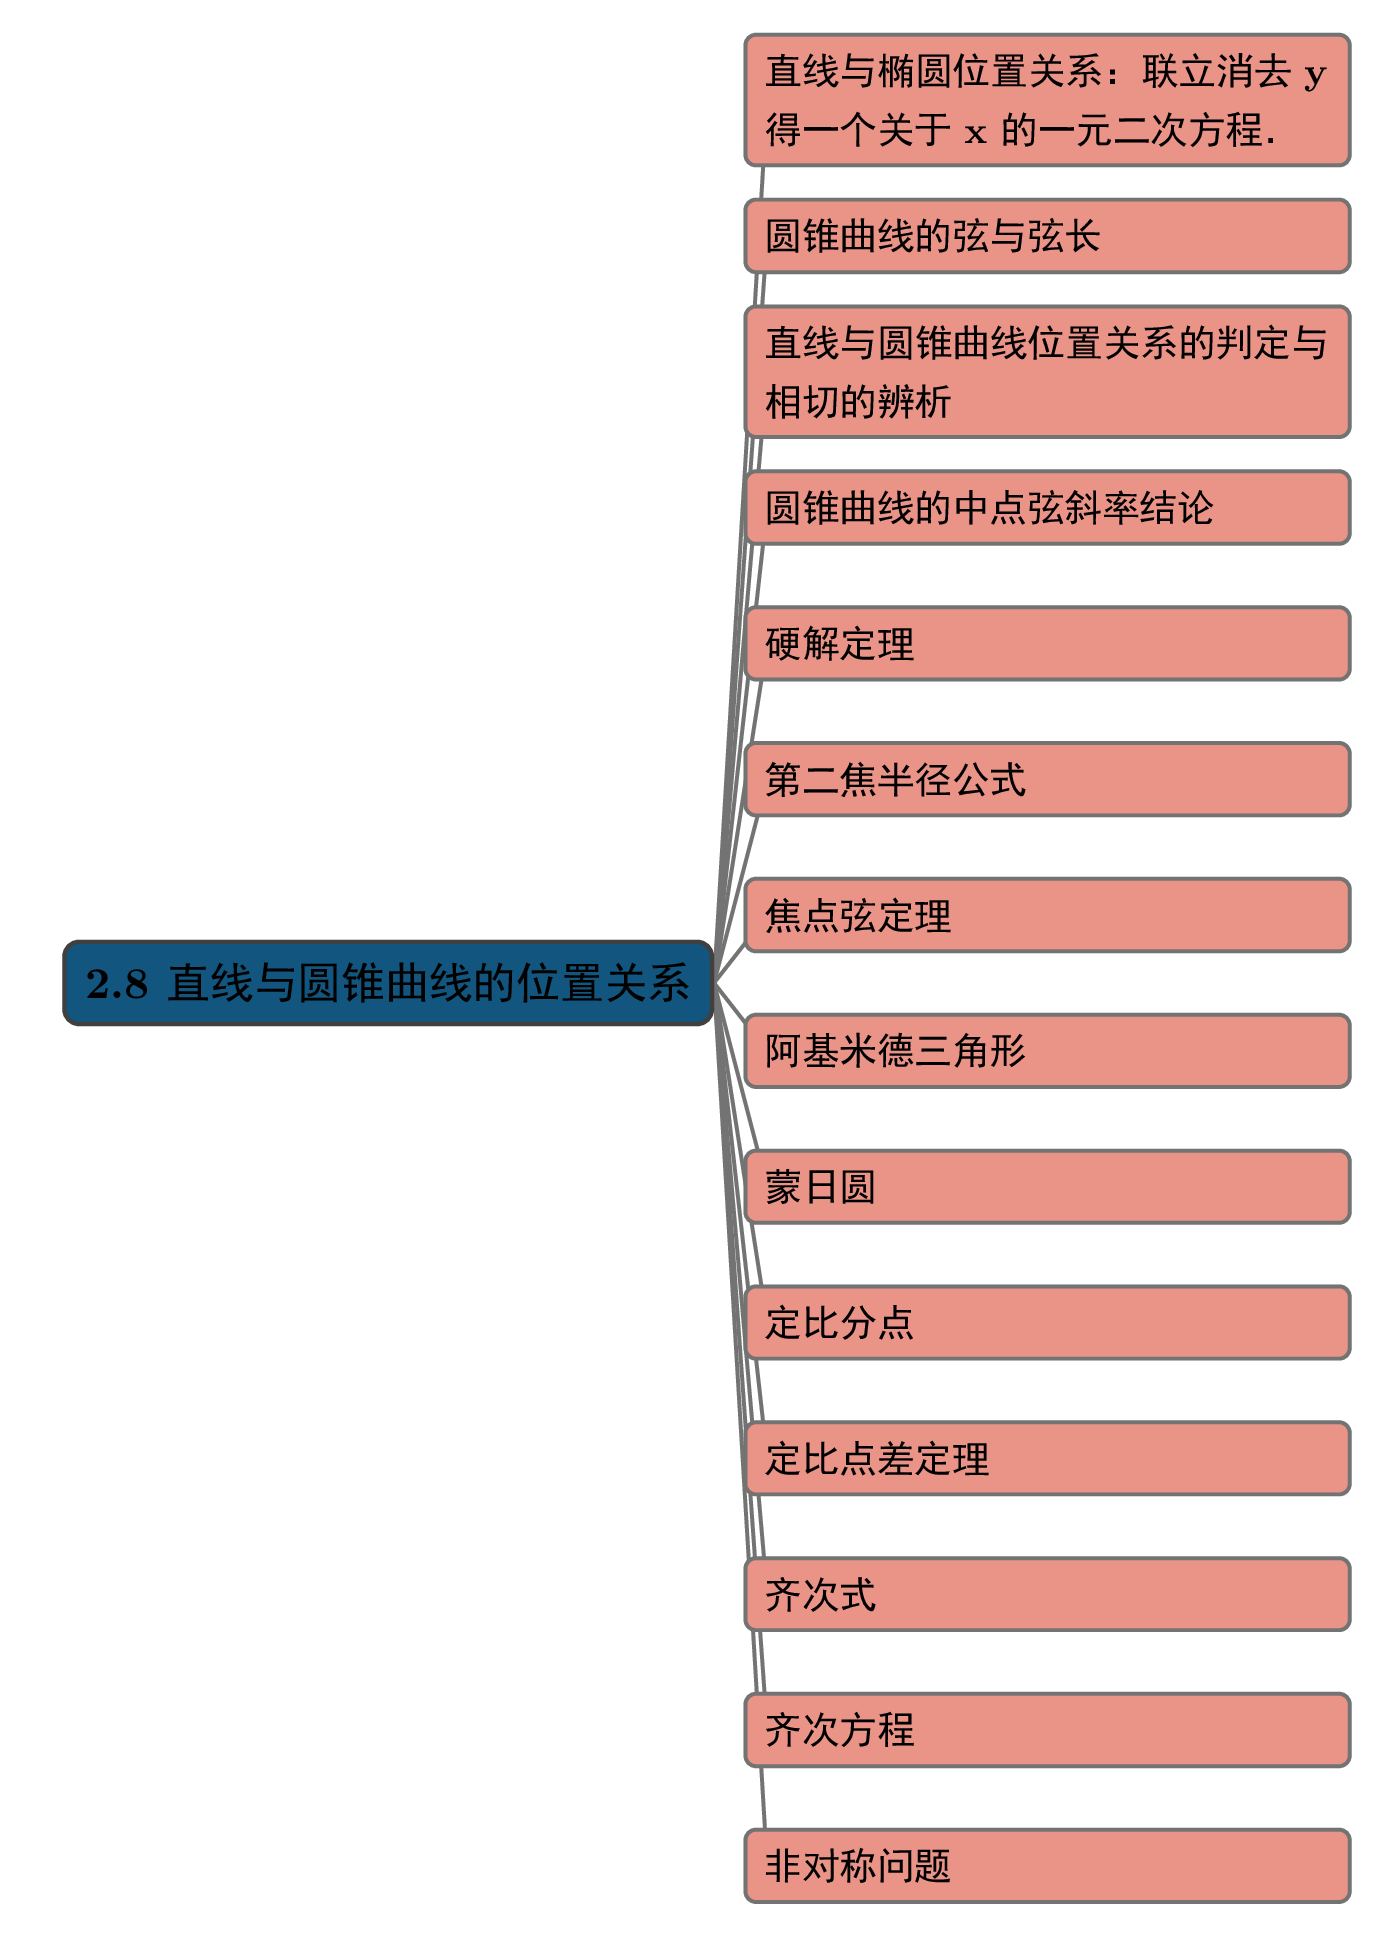 直线与椭圆位置关系：联立消去 y
得一个关于 x 的一元二次方程.
圆锥曲线的弦与弦长
直线与圆锥曲线位置关系的判定与
相切的辨析
圆锥曲线的中点弦斜率结论
硬解定理
第二焦半径公式
焦点弦定理
2.8 直线与圆锥曲线的位置关系
阿基米德三角形
蒙日圆
定比分点
定比点差定理
齐次式
齐次方程
非对称问题